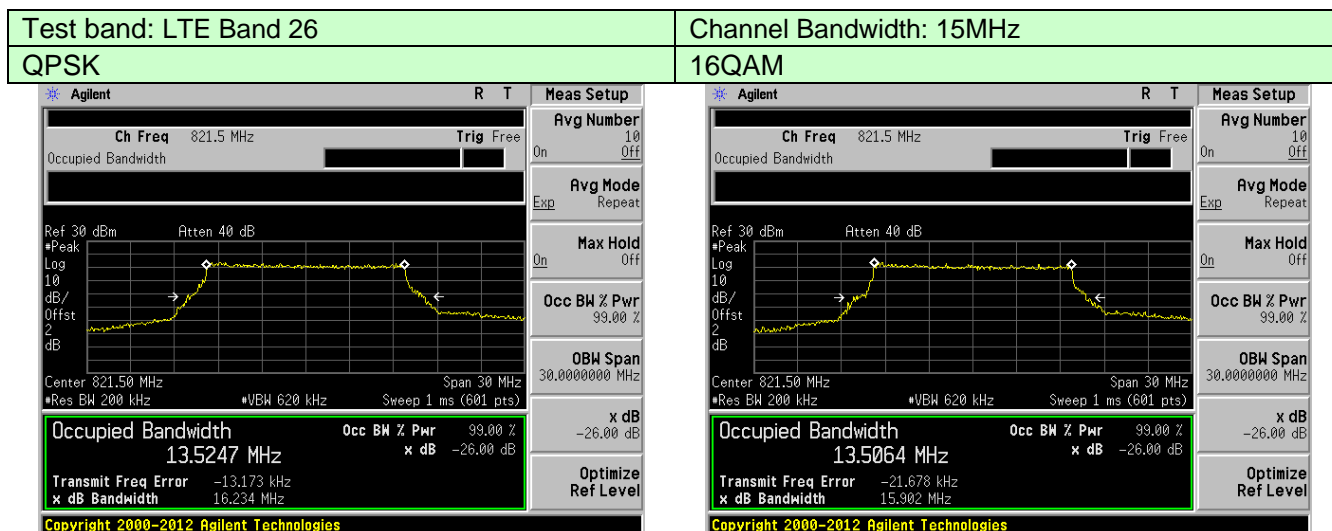 Test band: LTE Band 26
Channel Bandwidth: 15MHz
QPSK
16QAM
Agilent
R T
Meas Setup
Ch Freq 821.5 MHz
Trig Free
Occupied Bandwidth
Avg Number
10
On Off
Avg Mode
Exp Repeat
Ref 30 dBm Atten 40 dB
#Peak
Log
10
dB/
Offst
2
dB
Max Hold
On Off
Occ BW % Pwr
99.00 %
OBW Span
30.0000000 MHz
Center 821.50 MHz Span 30 MHz
#Res BW 200 kHz #VBW 620 kHz Sweep 1 ms (601 pts)
x dB
-26.00 dB
Optimize
Ref Level
Occupied Bandwidth
13.5247 MHz
Occ BW % Pwr 99.00 %
x dB -26.00 dB
Transmit Freq Error -13.173 kHz
x dB Bandwidth 16.234 MHz
Copyright 2000-2012 Agilent Technologies
Agilent
R T
Meas Setup
Ch Freq 821.5 MHz
Trig Free
Occupied Bandwidth
Avg Number
10
On Off
Avg Mode
Exp Repeat
Ref 30 dBm Atten 40 dB
#Peak
Log
10
dB/
Offst
2
dB
Max Hold
On Off
Occ BW % Pwr
99.00 %
OBW Span
30.0000000 MHz
Center 821.50 MHz Span 30 MHz
#Res BW 200 kHz #VBW 620 kHz Sweep 1 ms (601 pts)
x dB
-26.00 dB
Optimize
Ref Level
Occupied Bandwidth
13.5064 MHz
Occ BW % Pwr 99.00 %
x dB -26.00 dB
Transmit Freq Error -21.678 kHz
x dB Bandwidth 15.902 MHz
Copyright 2000-2012 Agilent Technologies